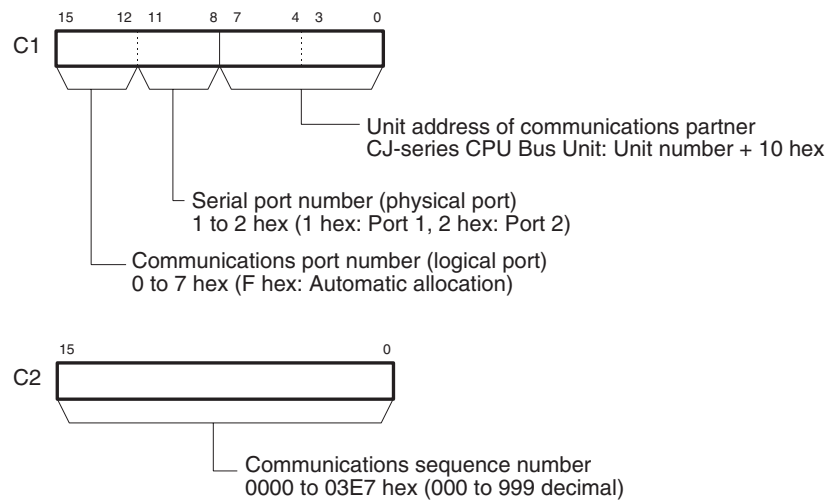 15 12 11 8 7 4 3 0
C1
Unit address of communications partner
CJ-series CPU Bus Unit: Unit number + 10 hex
Serial port number (physical port)
1 to 2 hex (1 hex: Port 1, 2 hex: Port 2)
Communications port number (logical port)
0 to 7 hex (F hex: Automatic allocation)
15 0
C2
Communications sequence number
0000 to 03E7 hex (000 to 999 decimal)